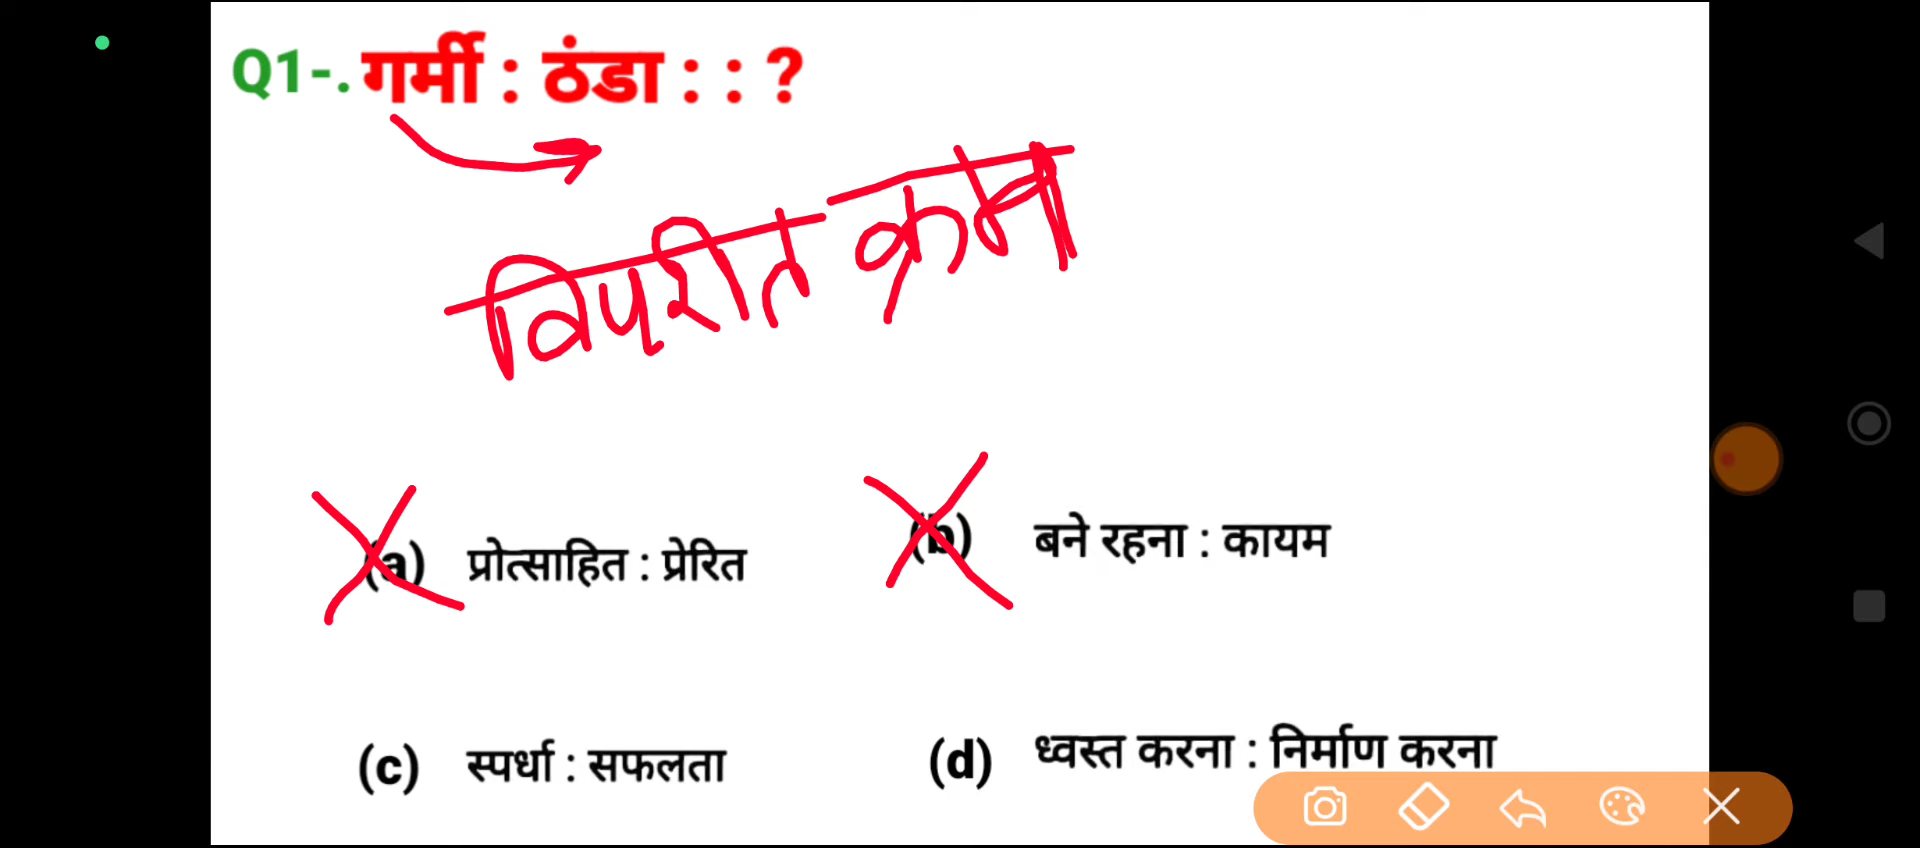 Q1-. गर्मी : ठंडा : : ?
विपरीत क्रम
(a) प्रोत्साहित : प्रेरित
(b) बने रहना : कायम
(c) स्पर्धा : सफलता
(d) ध्वस्त करना : निर्माण करना